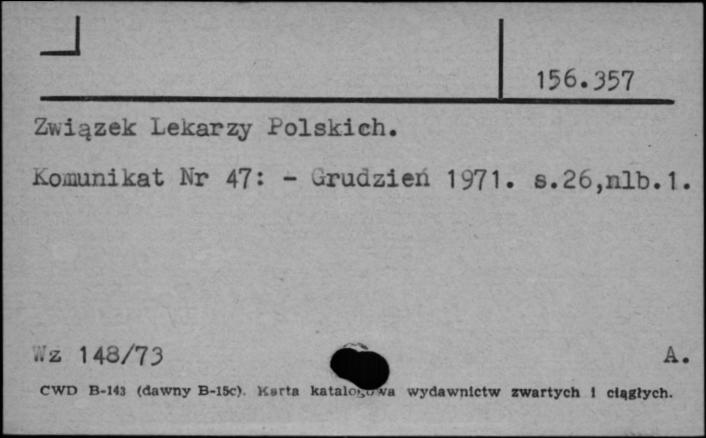 156.357
Związek Lekarzy Polskich.
Komunikat Nr 47: - Grudzień 1971. s.26,nlb.1.
Wz 148/73 A.
CWD B-143 (dawny B-15c). Karta katalogowa wydawnictw zwartych i ciągłych.